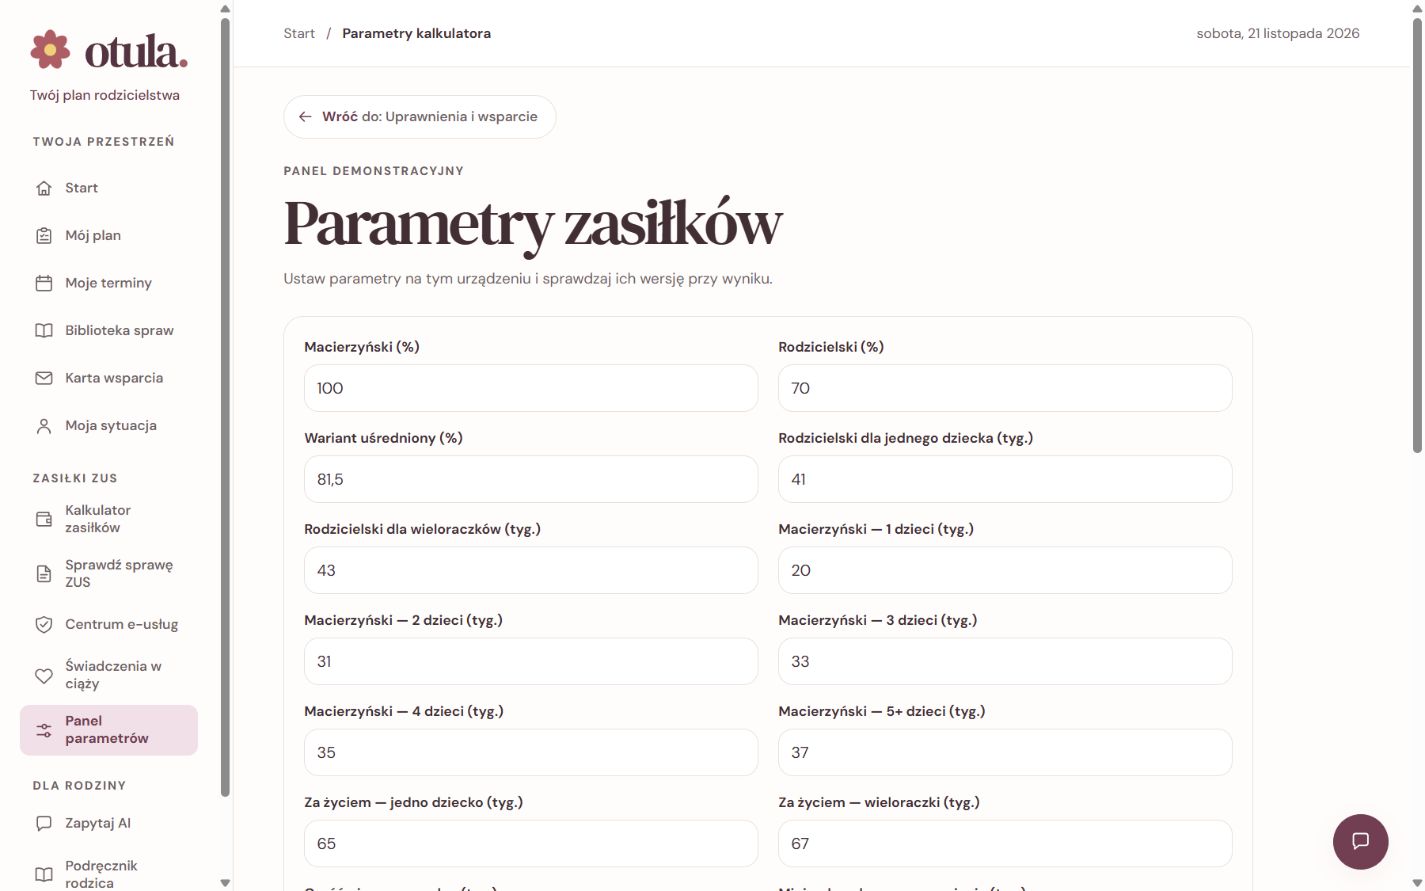 otula.
Twój plan rodzicielstwa
TWOJA PRZESTRZEŃ
Start
Mój plan
Moje terminy
Biblioteka spraw
Karta wsparcia
Moja sytuacja
ZASIŁKI ZUS
Kalkulator
zasiłków
Sprawdź sprawę
ZUS
Centrum e-usług
Świadczenia w
ciąży
Panel
parametrów
DLA RODZINY
Zapytaj AI
Podręcznik
rodzica
Start / Parametry kalkulatora
sobota, 21 listopada 2026
← Wróć do: Uprawnienia i wsparcie
PANEL DEMONSTRACYJNY
Parametry zasiłków
Ustaw parametry na tym urządzeniu i sprawdzaj ich wersję przy wyniku.
Macierzyński (%)
100
Rodzicielski (%)
70
Wariant uśredniony (%)
81,5
Rodzicielski dla jednego dziecka (tyg.)
41
Rodzicielski dla wieloraczków (tyg.)
43
Macierzyński — 1 dzieci (tyg.)
20
Macierzyński — 2 dzieci (tyg.)
31
Macierzyński — 3 dzieci (tyg.)
33
Macierzyński — 4 dzieci (tyg.)
35
Macierzyński — 5+ dzieci (tyg.)
37
Za życiem — jedno dziecko (tyg.)
65
Za życiem — wieloraczki (tyg.)
67